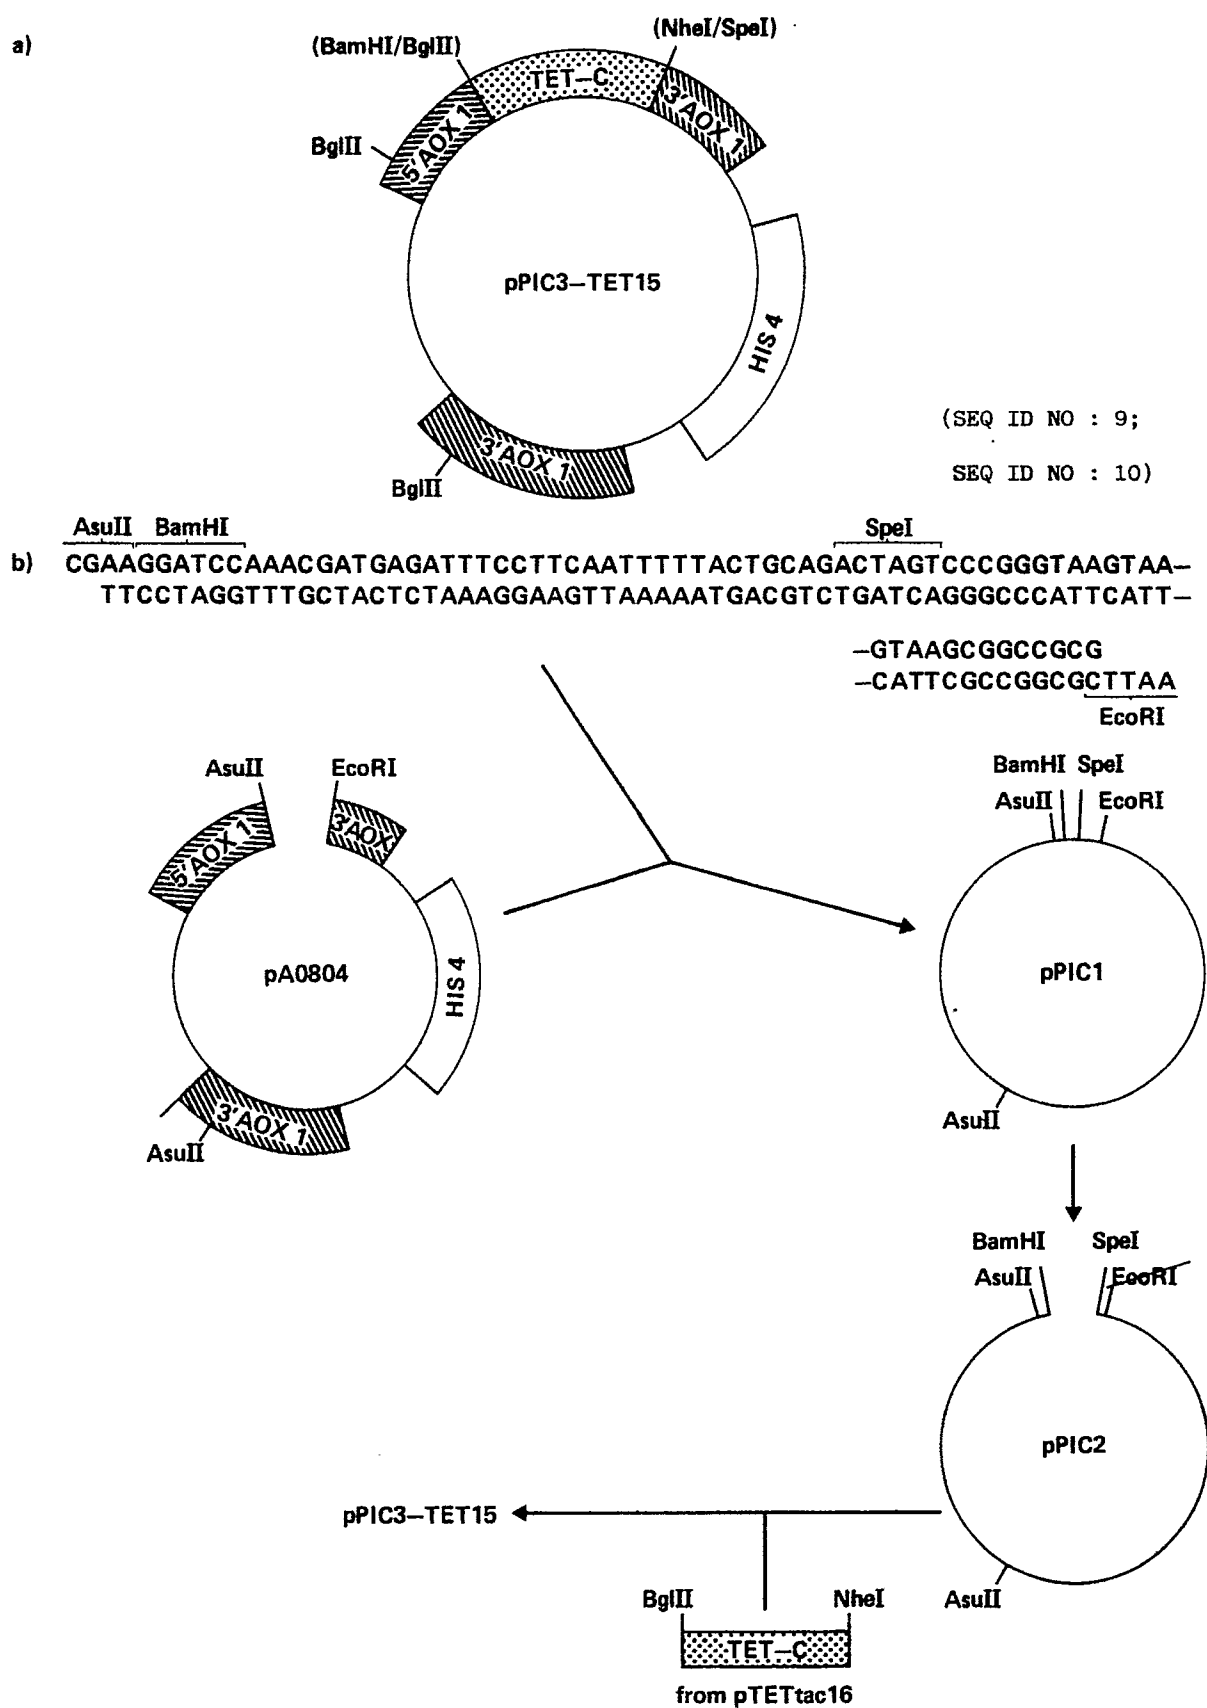 a)
(BamHI/BglII)
(NheI/SpeI)
TET–C
5'AOX 1
3'AOX 1
BglII
pPIC3–TET15
HIS 4
3'AOX 1
BglII
(SEQ ID NO : 9;
SEQ ID NO : 10)
AsuII BamHI SpeI
b) CGAAGGATCCAAACGATGAGATTTCCTTCAATTTTTACTGCAGACTAGTCCCGGGTAAGTAA–
TTCCTAGGTTTGCTACTCTAAAGGAAGTTAAAAATGACGTCTGATCAGGGCCCATTCATT–
–GTAAGCGGCCGCG
–CATTCGCCGGCGCTTAA
EcoRI
AsuII EcoRI
5'AOX 1
3'AOX
pA0804
HIS 4
3'AOX 1
AsuII
BamHI SpeI
AsuII EcoRI
pPIC1
AsuII
BamHI SpeI
AsuII EcoRI
pPIC2
AsuII
pPIC3–TET15
BglII NheI
TET–C
from pTETtac16